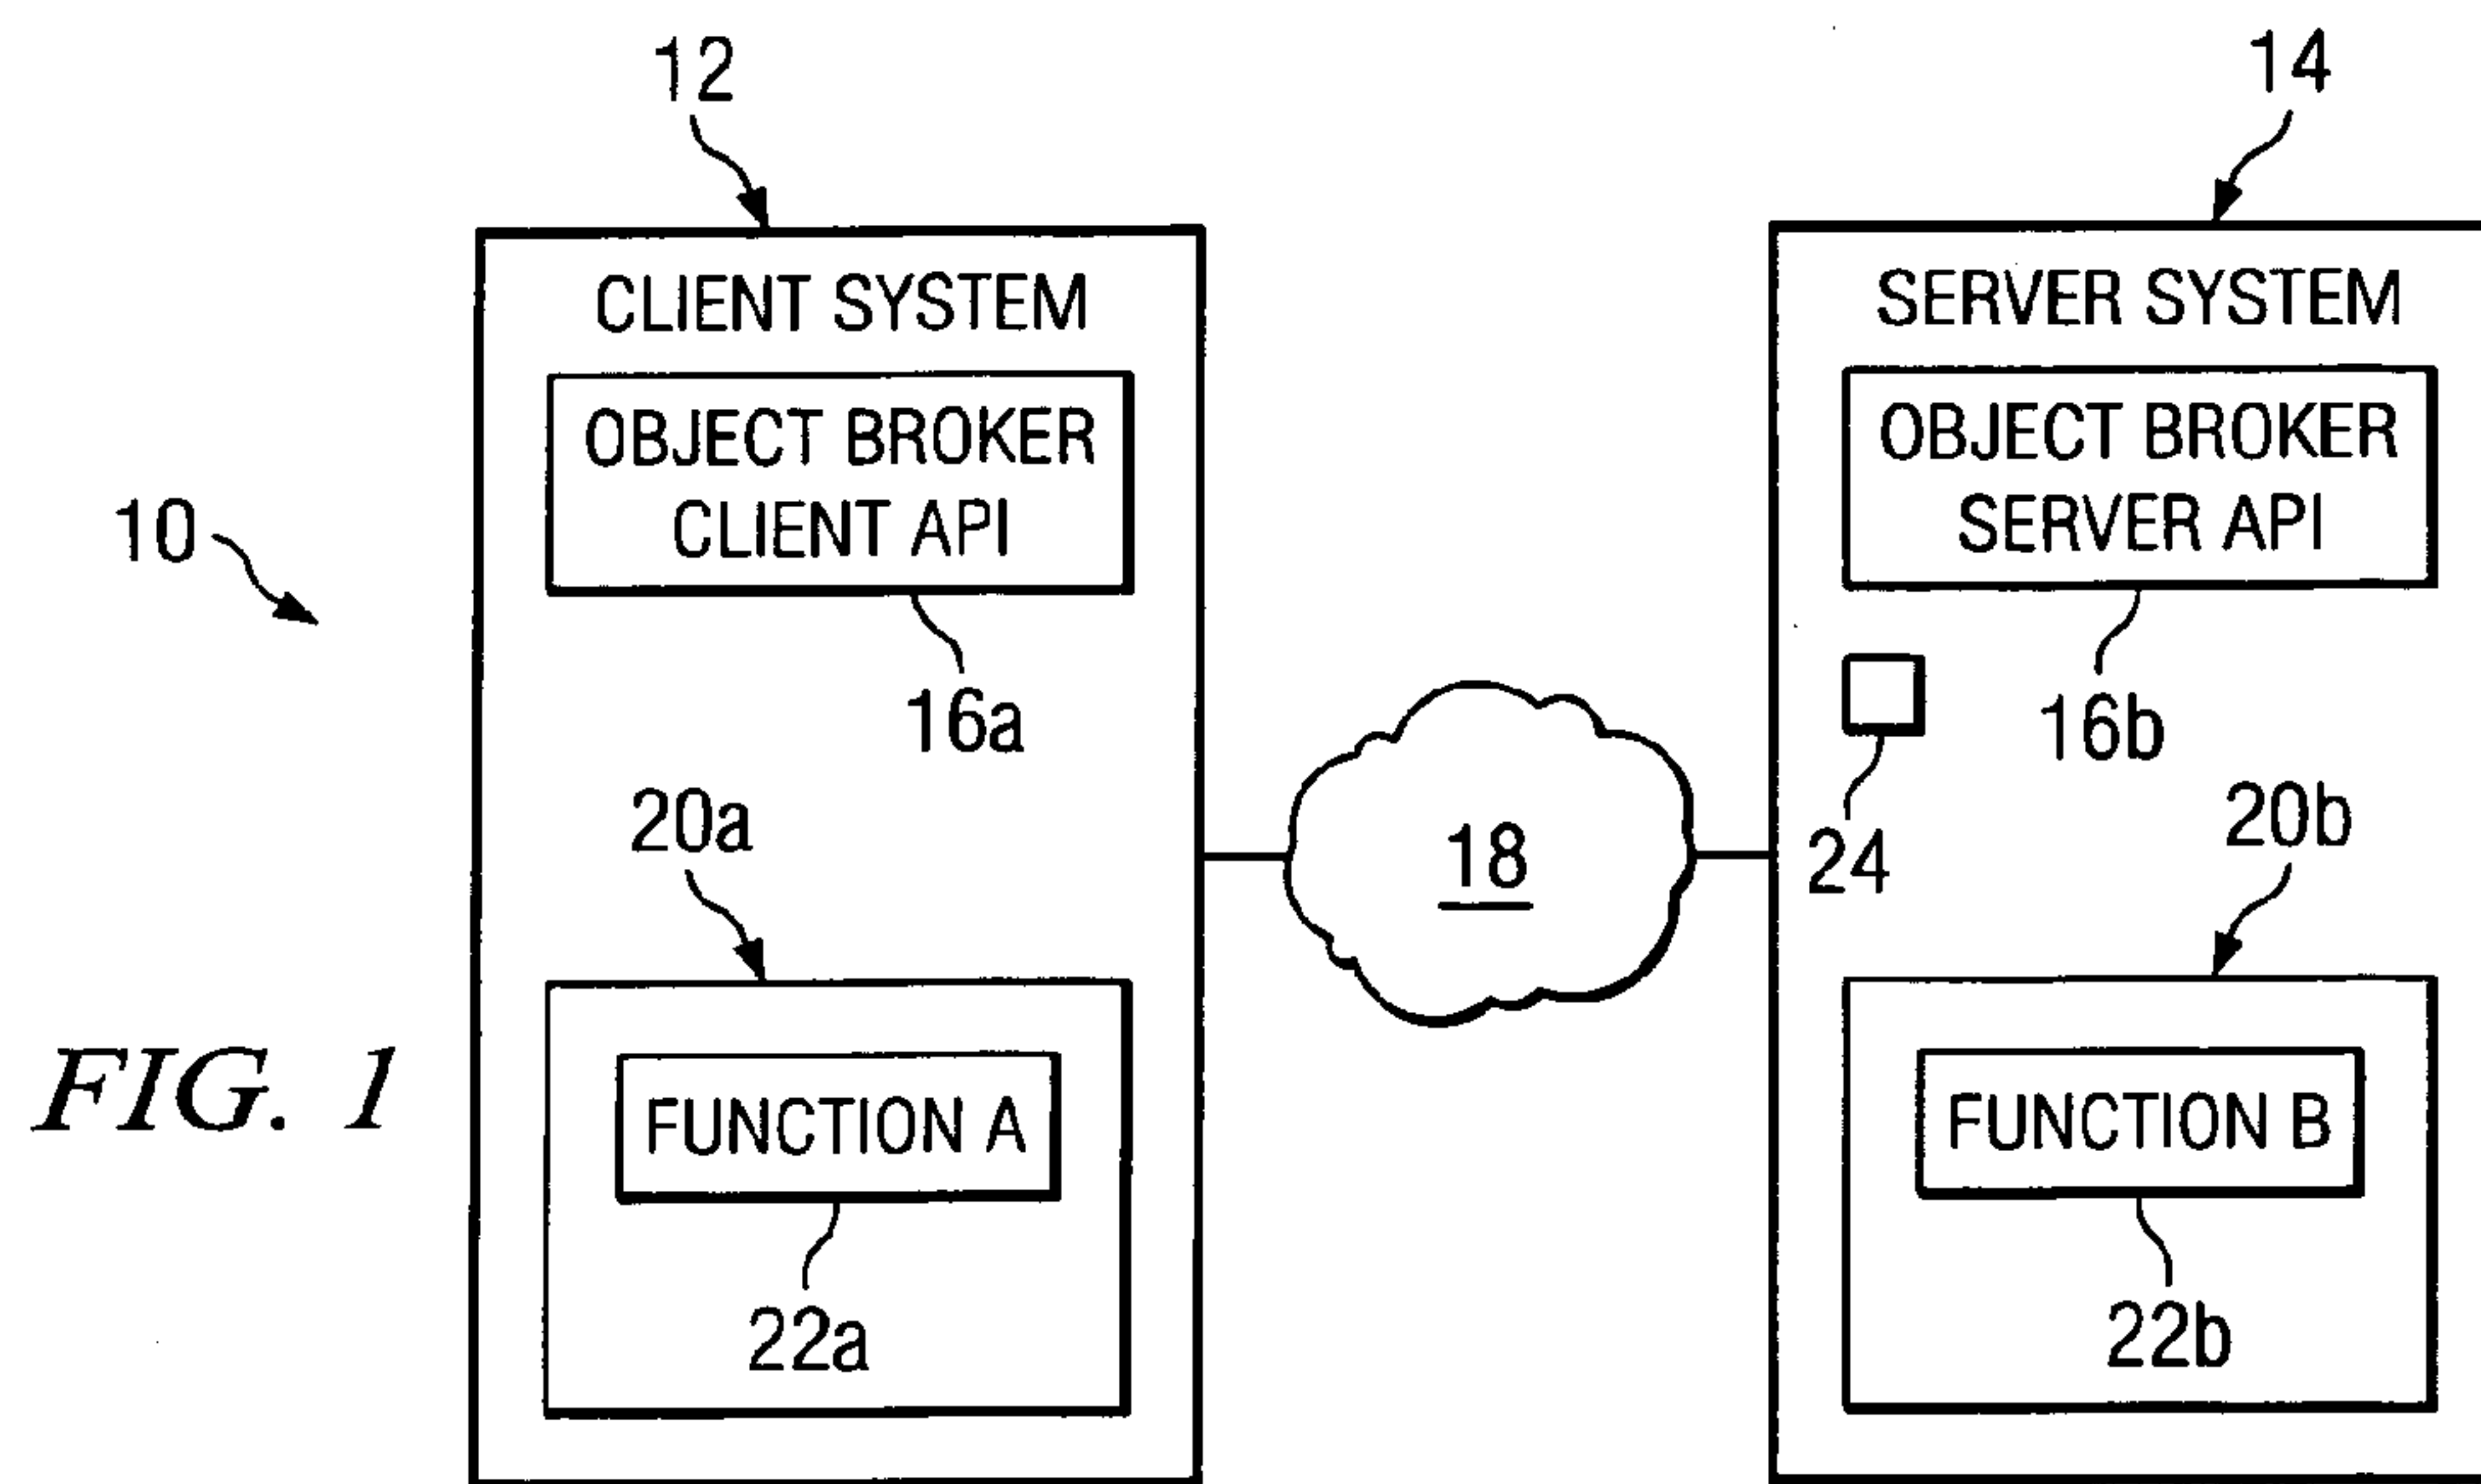 12
14
CLIENT SYSTEM
SERVER SYSTEM
OBJECT BROKER
CLIENT API
OBJECT BROKER
SERVER API
10
16a
16b
20a
24
20b
18
FIG. 1
FUNCTION A
FUNCTION B
22a
22b